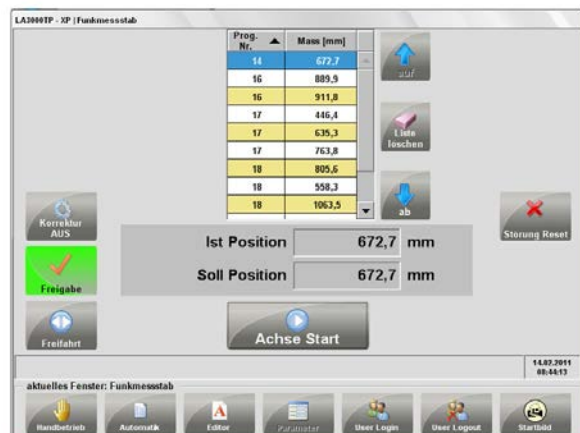 LA3000TP - XP | Funkmessstab
Prog. Nr. Mass [mm]
14 672,7
16 889,9
16 911,8
17 446,4
17 635,3
17 763,8
18 805,6
18 558,3
18 1063,5
auf
Liste löschen
ab
Korrektur AUS
Freigabe
Freifahrt
Störung Reset
Ist Position 672,7 mm
Soll Position 672,7 mm
Achse Start
14.02.2011
08:44:13
aktuelles Fenster: Funkmessstab
Handbetrieb Automatik Editor Parameter User Login User Logout Startbild